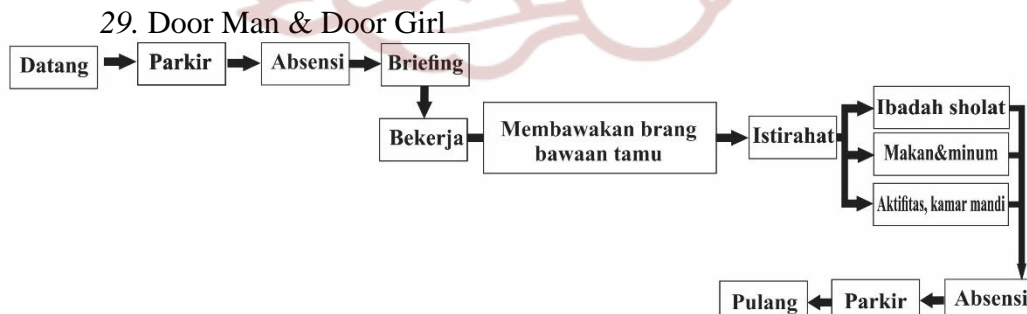 29. Door Man & Door Girl
Datang
Parkir
Absensi
Briefing
Bekerja
Membawakan brang
bawaan tamu
Istirahat
Ibadah sholat
Makan&minum
Aktifitas, kamar mandi
Absensi
Parkir
Pulang